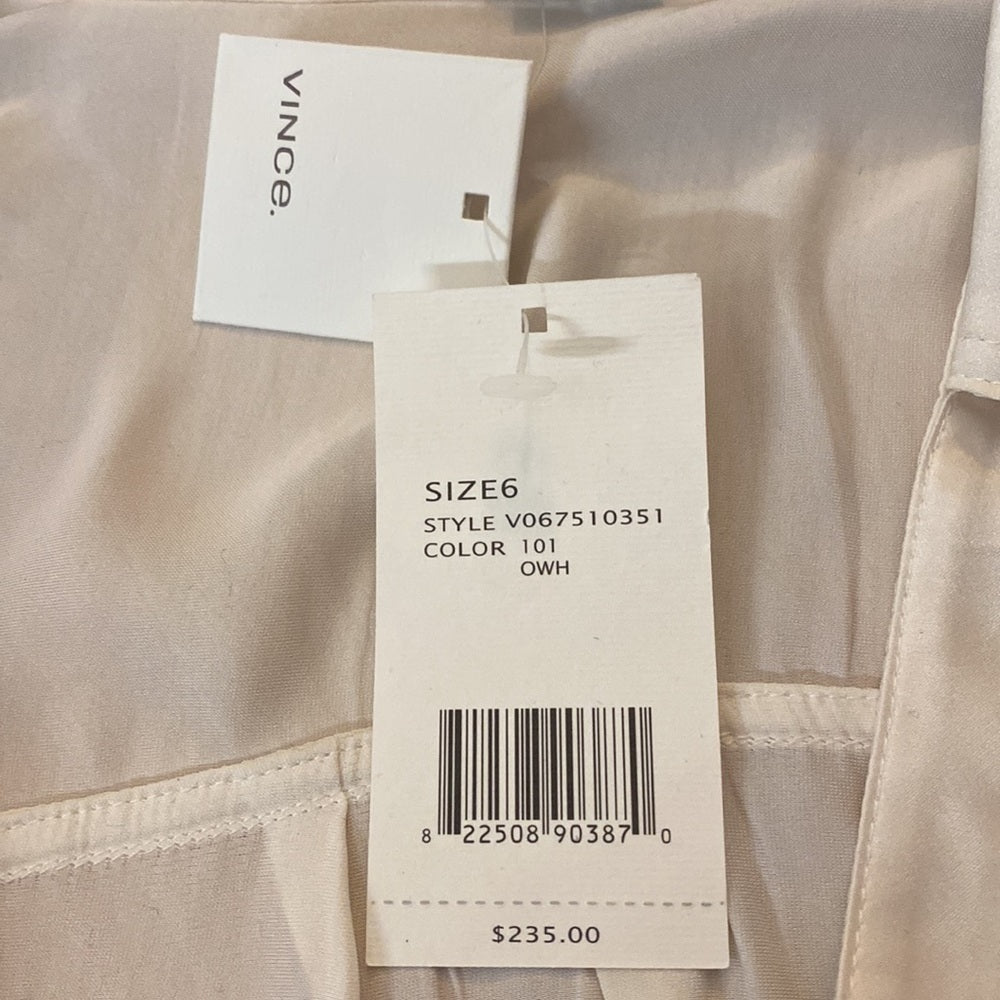 VINCE.
SIZE6
STYLE V067510351
COLOR 101
OWH
8 22508 90387 0
$235.00